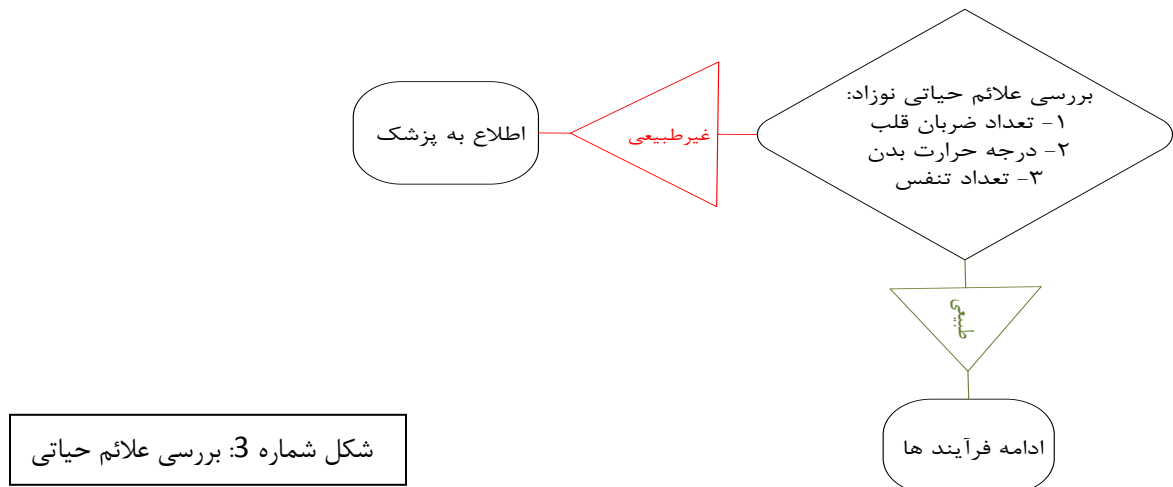 بررسی علائم حیاتی نوزاد:
۱- تعداد ضربان قلب
۲- درجه حرارت بدن
۳- تعداد تنفس
غیرطبیعی
اطلاع به پزشک
طبیعی
ادامه فرآیند ها
شکل شماره 3: بررسی علائم حیاتی